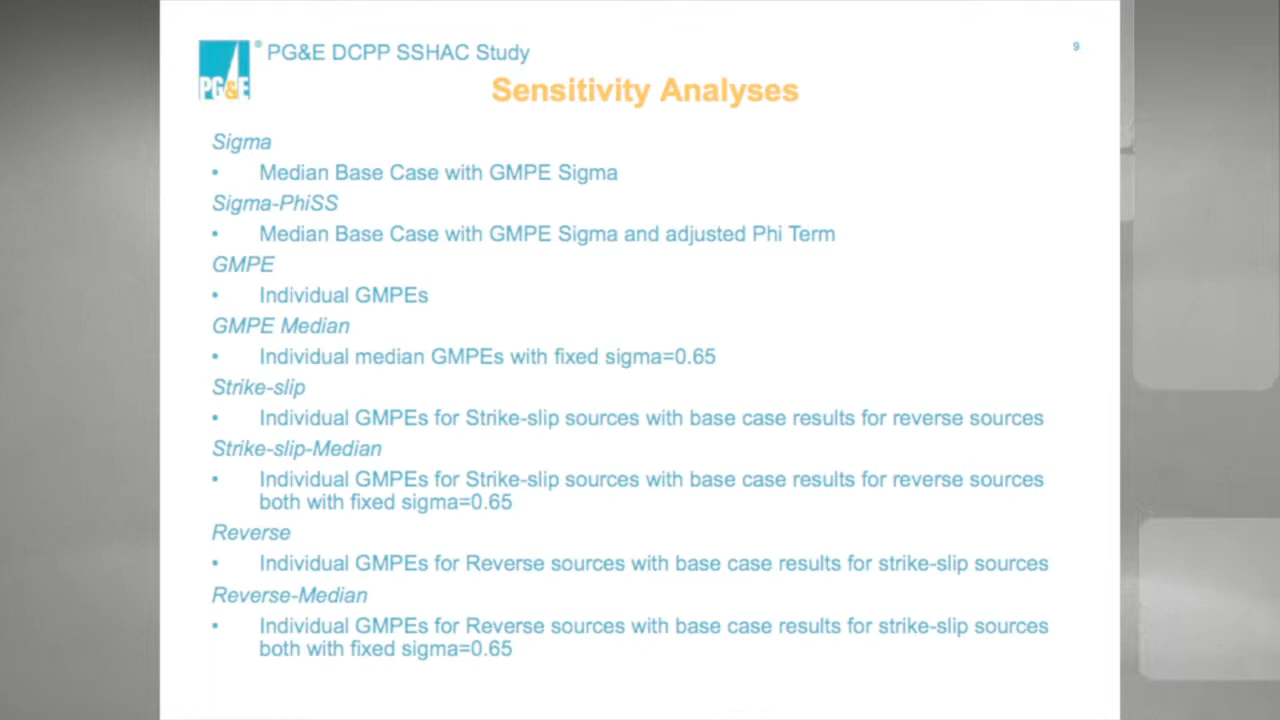 PG&E DCPP SSHAC Study
9
PG&E
®
Sensitivity Analyses
Sigma
• Median Base Case with GMPE Sigma
Sigma-PhiSS
• Median Base Case with GMPE Sigma and adjusted Phi Term
GMPE
• Individual GMPEs
GMPE Median
• Individual median GMPEs with fixed sigma=0.65
Strike-slip
• Individual GMPEs for Strike-slip sources with base case results for reverse sources
Strike-slip-Median
• Individual GMPEs for Strike-slip sources with base case results for reverse sources
both with fixed sigma=0.65
Reverse
• Individual GMPEs for Reverse sources with base case results for strike-slip sources
Reverse-Median
• Individual GMPEs for Reverse sources with base case results for strike-slip sources
both with fixed sigma=0.65